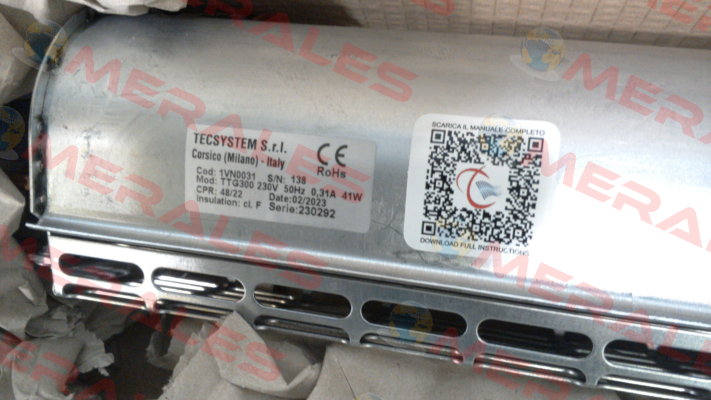 TECSYSTEM S.r.l.
Corsico (Milano) - Italy
Cod: 1VN0031 S/N: 138
Mod: TTG300 230V 50Hz 0,31A 41W
CPR: 48/22 Date:02/2023
Insulation: cl. F Serie:230292
CE
RoHs
SCARICA IL MANUALE COMPLETO
DOWNLOAD FULL INSTRUCTIONS
MERALES
MERALES
MERALES
MERALES
MERALES